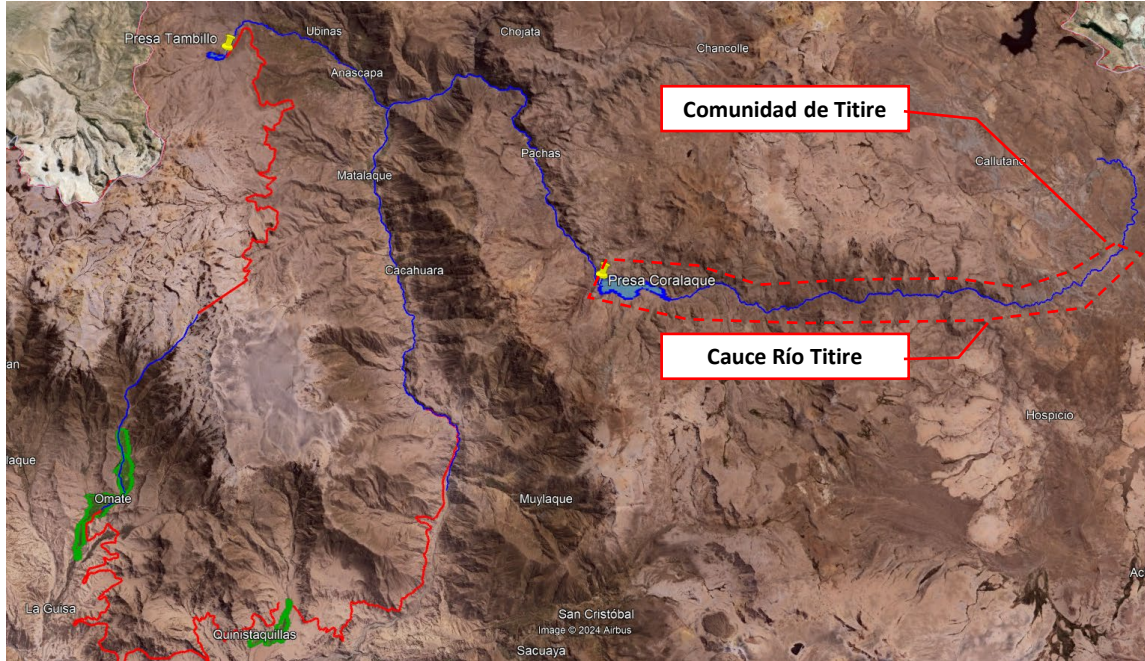 Ubinas
Chojata
Presa Tambillo
Chancolle
Anascapa
Comunidad de Titire
Pachas
Callutane
Matalaque
Cacahuara
Presa Coralaque
Cauce Río Titire
an
Hospicio
laque
Omate
Muylaque
Ac
La Guisa
San Cristóbal
Image © 2024 Airbus
Quinistaquillas
Sacuaya